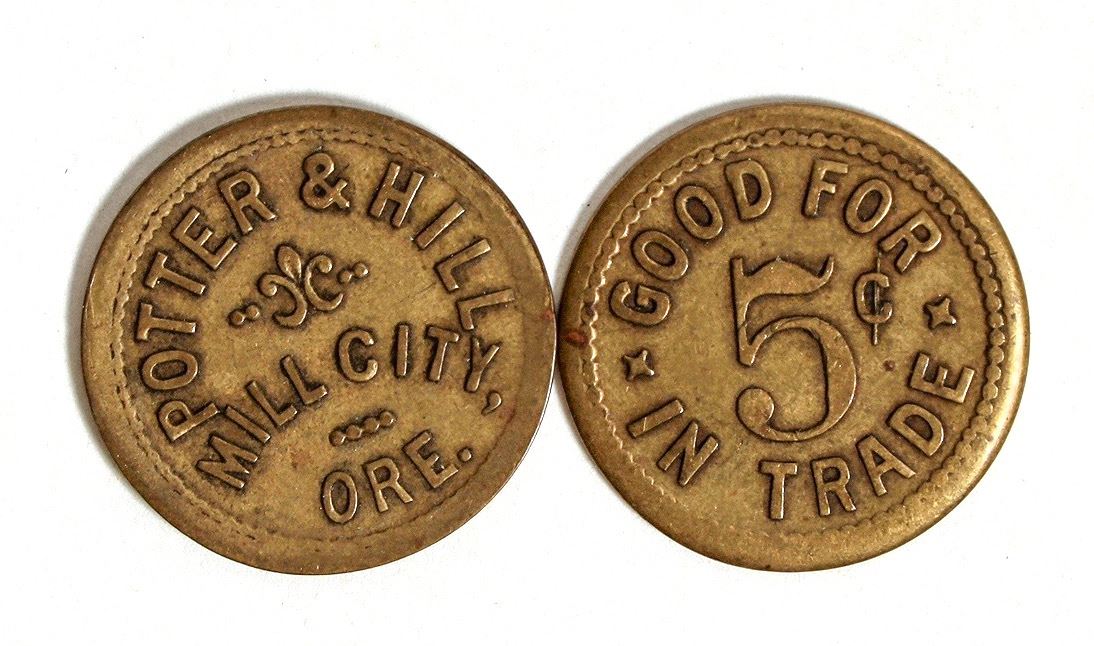 POTTER & HILL
MILL CITY,
ORE.
GOOD FOR
5¢
IN TRADE